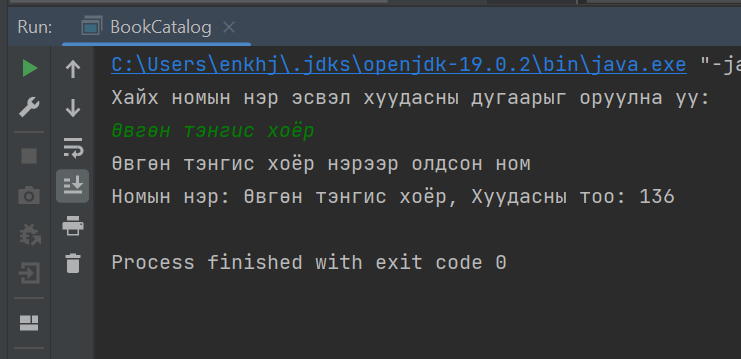 Run: BookCatalog
C:\Users\enkhj\.jdks\openjdk-19.0.2\bin\java.exe "-ja
Хайх номын нэр эсвэл хуудасны дугаарыг оруулна уу:
Өвгөн тэнгис хоёр
Өвгөн тэнгис хоёр нэрээр олдсон ном
Номын нэр: Өвгөн тэнгис хоёр, Хуудасны тоо: 136
Process finished with exit code 0